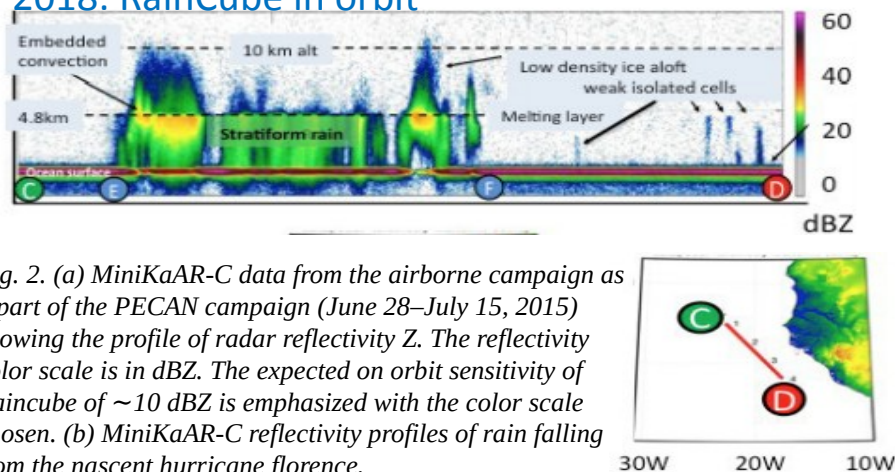 2018: RainCube in orbit
60
Embedded
convection
10 km alt
Low density ice aloft
weak isolated cells
40
4.8km
Stratiform rain
Melting layer
20
Ocean surface
0
C E F D
dBZ
g. 2. (a) MiniKaAR-C data from the airborne campaign as
part of the PECAN campaign (June 28–July 15, 2015)
owing the profile of radar reflectivity Z. The reflectivity
olor scale is in dBZ. The expected on orbit sensitivity of
aincube of ~10 dBZ is emphasized with the color scale
osen. (b) MiniKaAR-C reflectivity profiles of rain falling
om the nascent hurricane florence.
C
1
2
3
4
D
30W 20W 10W